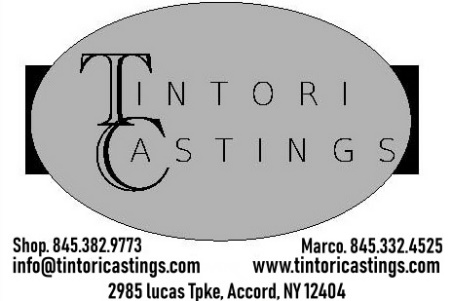 TINTORI
CASTINGS
Shop. 845.382.9773 Marco. 845.332.4525
info@tintoricastings.com www.tintoricastings.com
2985 lucas Tpke, Accord, NY 12404